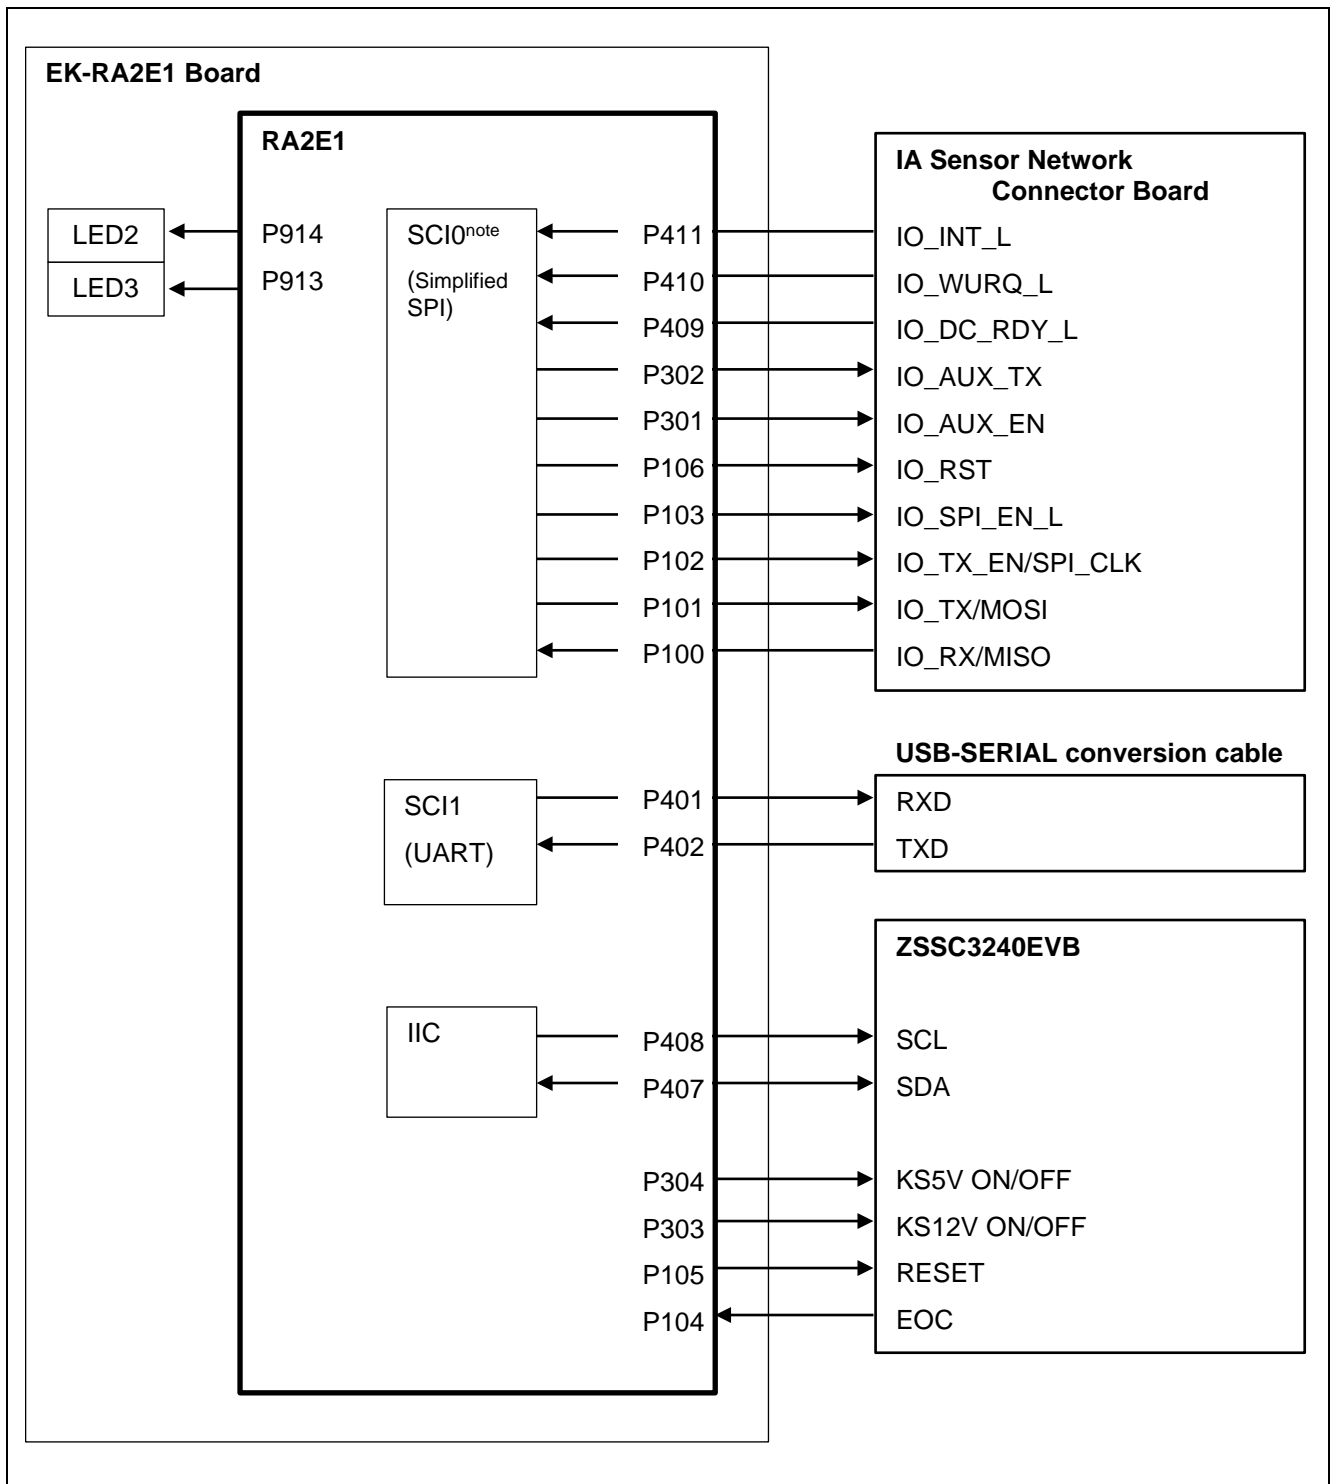 EK-RA2E1 Board
RA2E1
LED2
LED3
P914
P913
SCI0note
(Simplified
SPI)
P411
P410
P409
P302
P301
P106
P103
P102
P101
P100
IA Sensor Network
Connector Board
IO_INT_L
IO_WURQ_L
IO_DC_RDY_L
IO_AUX_TX
IO_AUX_EN
IO_RST
IO_SPI_EN_L
IO_TX_EN/SPI_CLK
IO_TX/MOSI
IO_RX/MISO
SCI1
(UART)
P401
P402
USB-SERIAL conversion cable
RXD
TXD
IIC
P408
P407
P304
P303
P105
P104
ZSSC3240EVB
SCL
SDA
KS5V ON/OFF
KS12V ON/OFF
RESET
EOC